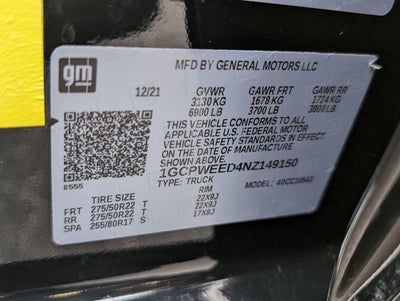 gm
MFD BY GENERAL MOTORS LLC
12/21 GVWR GAWR FRT GAWR RR
3130 KG 1678 KG 1724 KG
6900 LB 3700 LB 3800 LB
THIS VEHICLE CONFORMS TO ALL
APPLICABLE U.S. FEDERAL MOTOR
VEHICLE SAFETY STANDARDS IN EFFECT
ON THE DATE OF MANUFACTURE SHOWN ABOVE.
1GCPWEED4NZ149150
TYPE: TRUCK MODEL:
8555
TIRE SIZE RIM
FRT 275/50R22 T 22X9J
RR 275/50R22 T 22X9J
SPA 255/80R17 S 17X8J